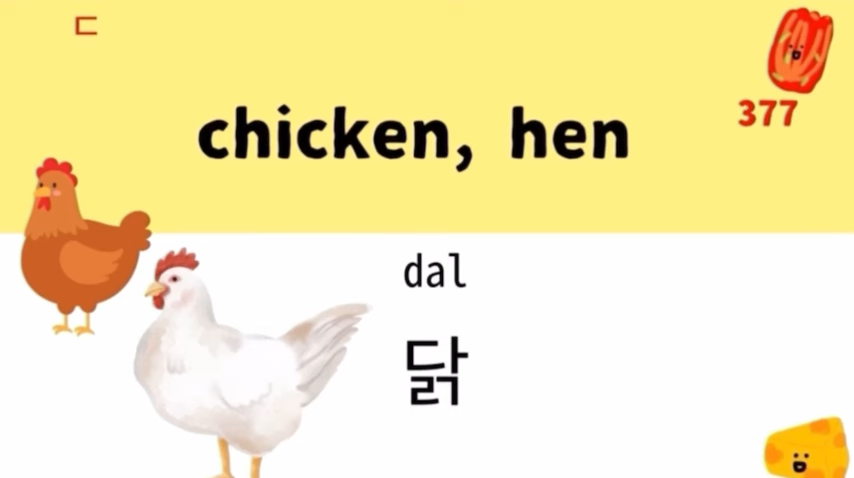 ㄷ
377
chicken, hen
dal
닭